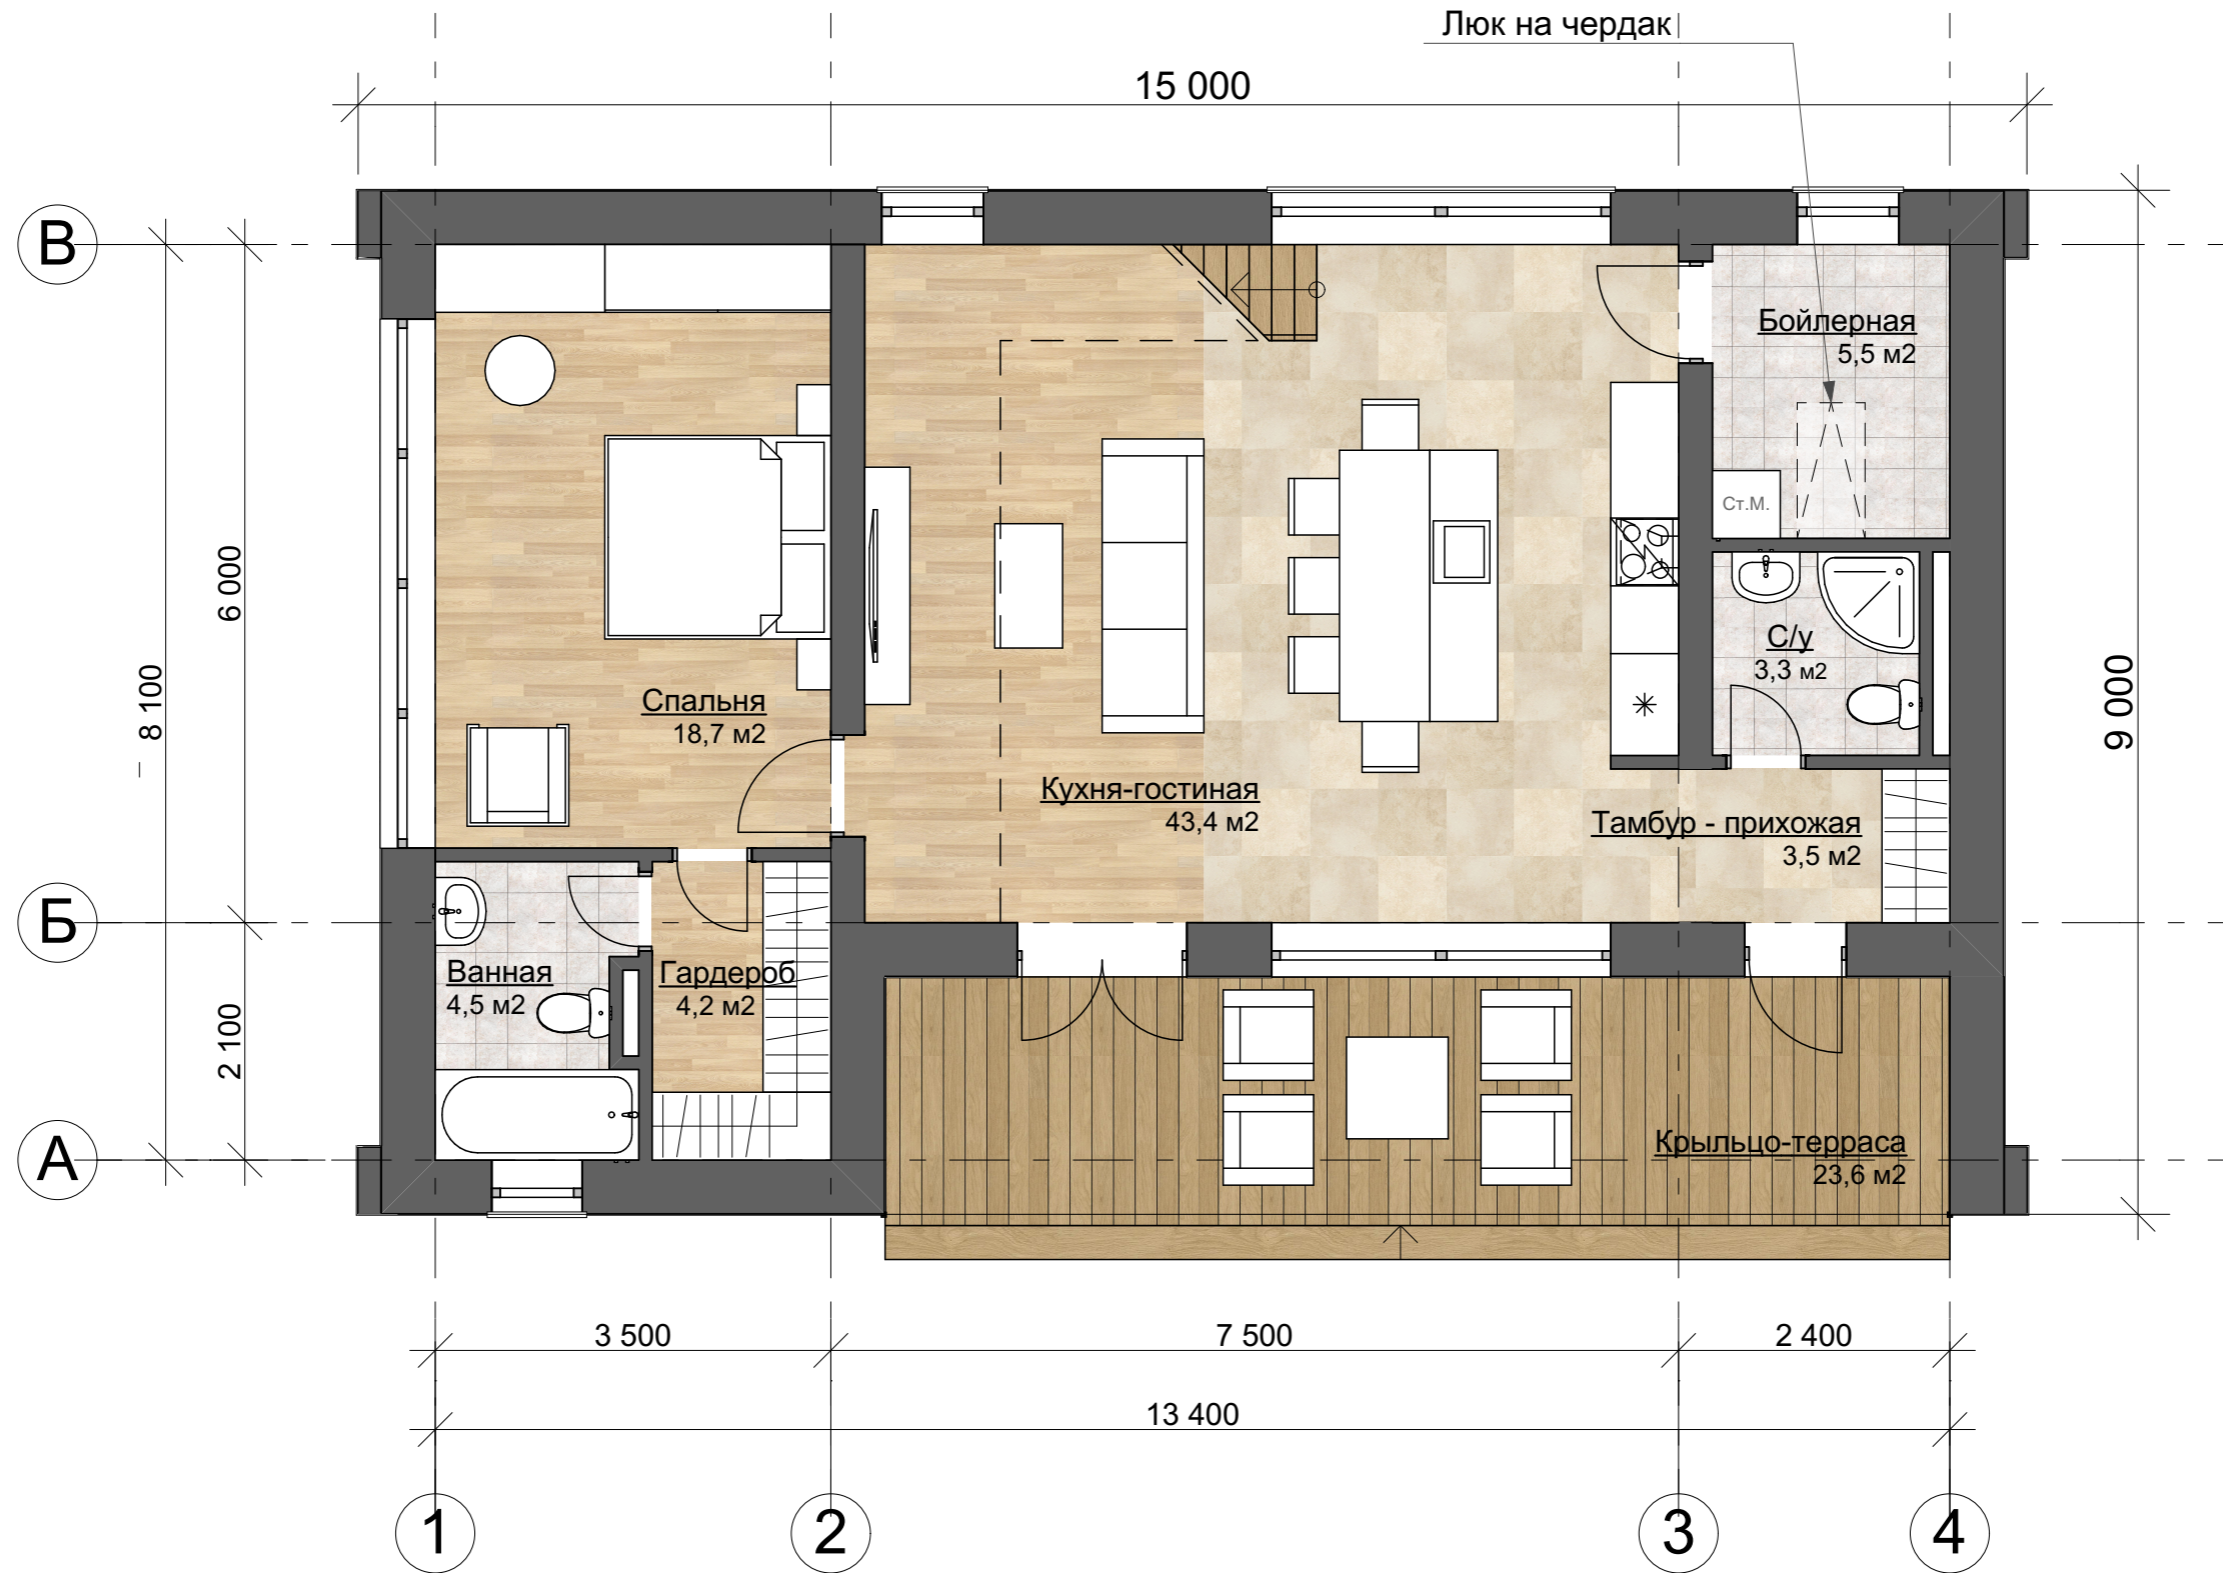 Люк на чердак
15 000
В
Бойлерная
5,5 м2
Ст.М.
6 000
8 100
С/у
3,3 м2
9 000
Спальня
18,7 м2
Кухня-гостиная
43,4 м2
Тамбур - прихожая
3,5 м2
Б
Ванная
4,5 м2
Гардероб
4,2 м2
2 100
Крыльцо-терраса
23,6 м2
А
3 500
7 500
2 400
13 400
1
2
3
4